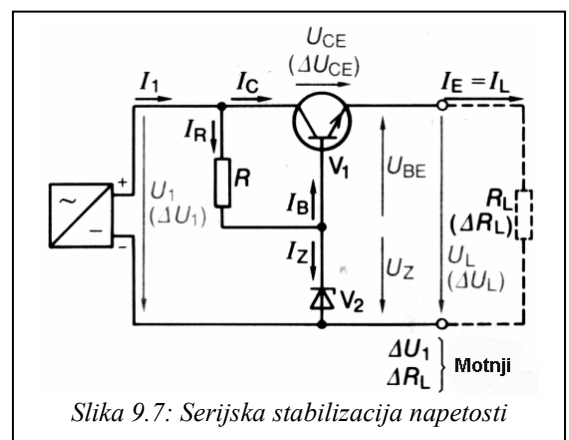 U_CE
(ΔU_CE)
I_1
I_C
I_E = I_L
I_R
V_1
R
U_BE
I_B
U_1
(ΔU_1)
~
−
+
−
R_L
(ΔR_L)
I_Z
U_Z
U_L
(ΔU_L)
V_2
ΔU_1
ΔR_L
} Motnji
Slika 9.7: Serijska stabilizacija napetosti